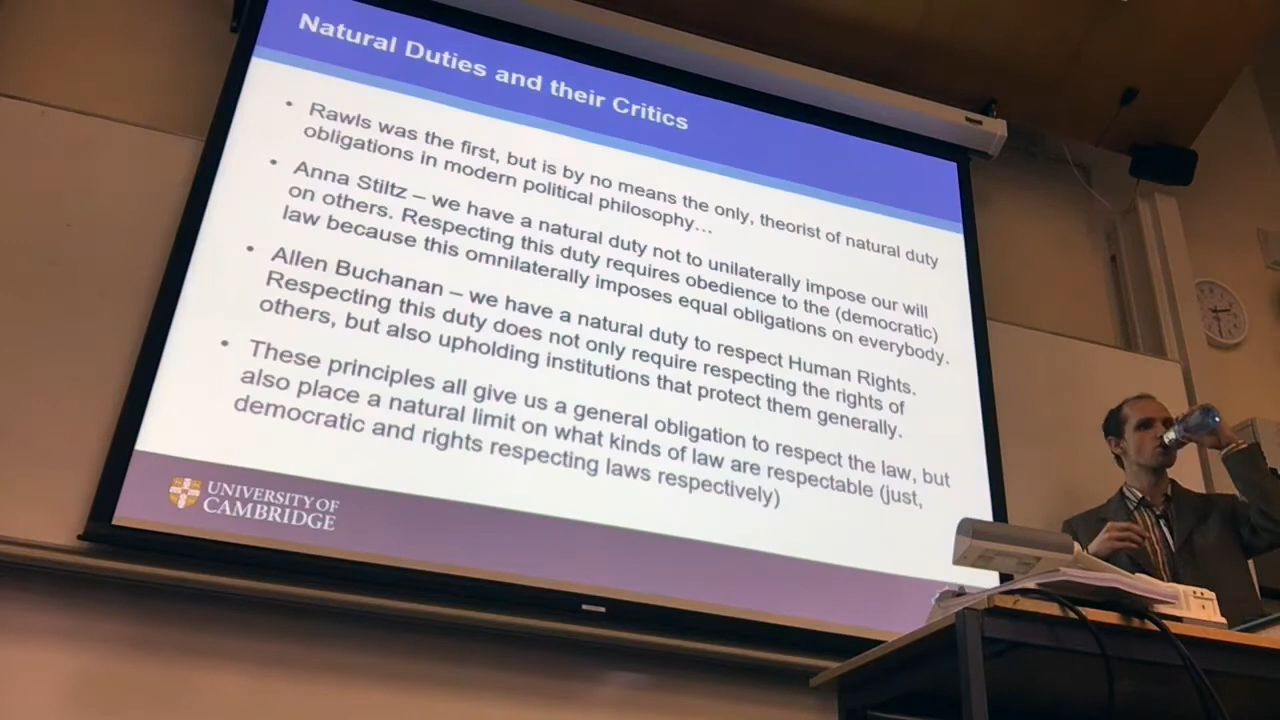 Natural Duties and their Critics
• Rawls was the first, but is by no means the only, theorist of natural duty
obligations in modern political philosophy…
• Anna Stiltz – we have a natural duty not to unilaterally impose our will
on others. Respecting this duty requires obedience to the (democratic)
law because this omnilaterally imposes equal obligations on everybody.
• Allen Buchanan – we have a natural duty to respect Human Rights.
Respecting this duty does not only require respecting the rights of
others, but also upholding institutions that protect them generally.
• These principles all give us a general obligation to respect the law, but
also place a natural limit on what kinds of law are respectable (just,
democratic and rights respecting laws respectively)
UNIVERSITY OF
CAMBRIDGE